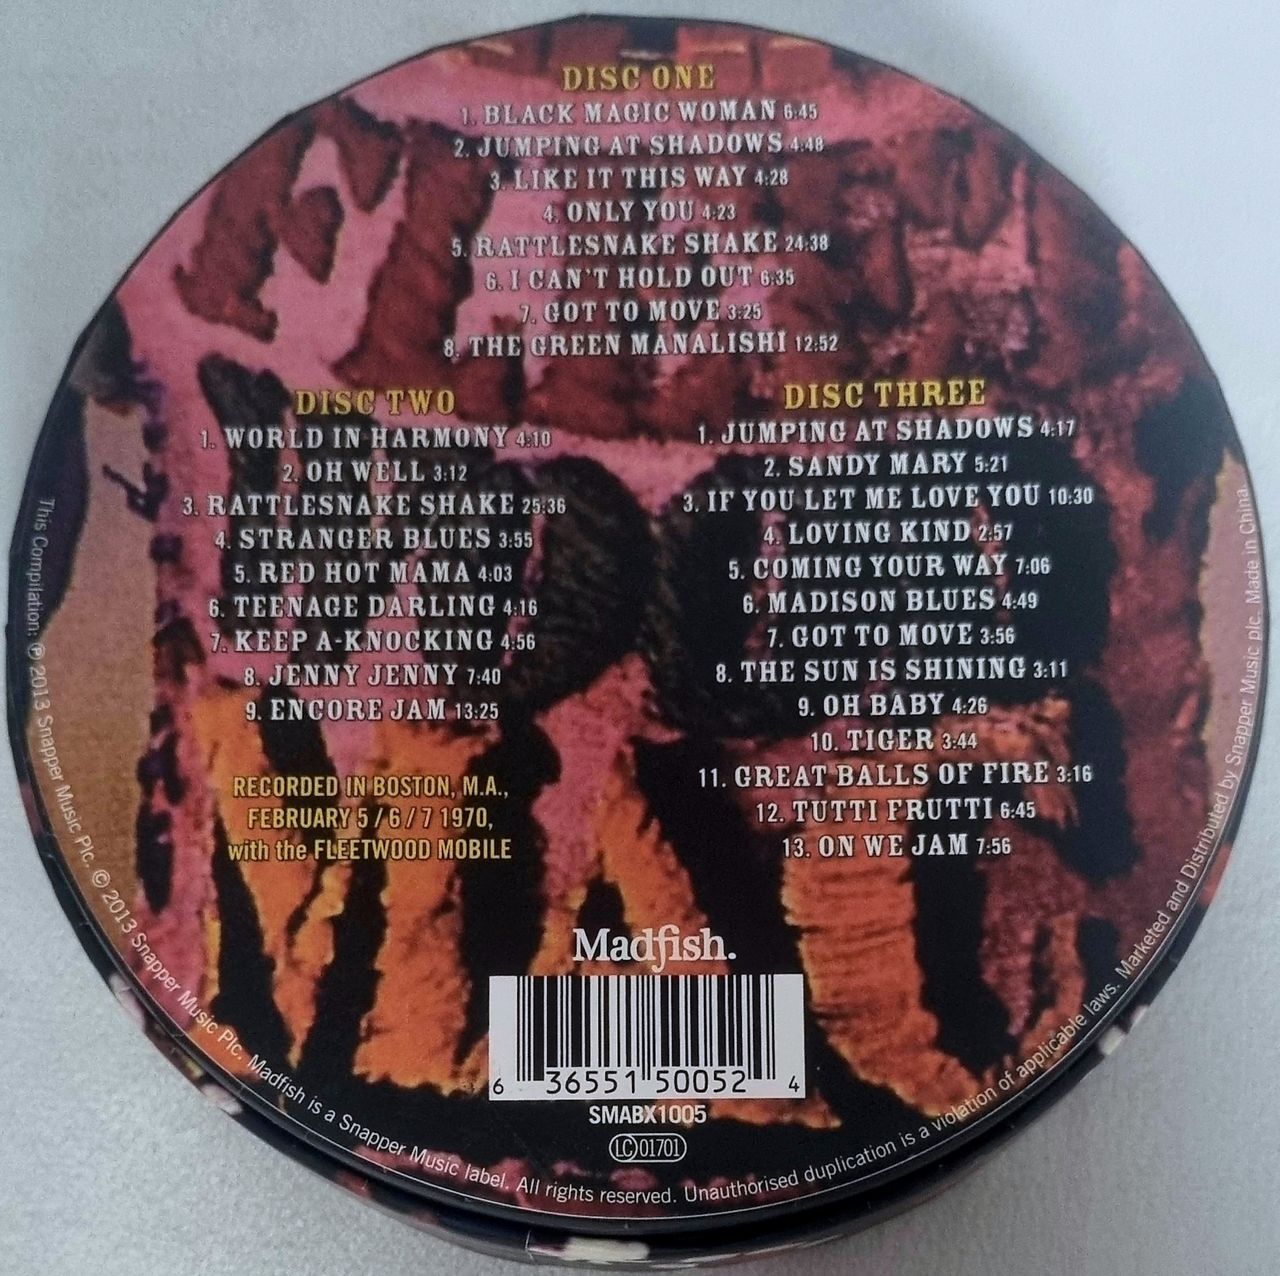 DISC ONE
1. BLACK MAGIC WOMAN 6:45
2. JUMPING AT SHADOWS 4:48
3. LIKE IT THIS WAY 4:28
4. ONLY YOU 4:23
5. RATTLESNAKE SHAKE 24:38
6. I CAN'T HOLD OUT 6:35
7. GOT TO MOVE 3:25
8. THE GREEN MANALISHI 12:52
DISC TWO
1. WORLD IN HARMONY 4:10
2. OH WELL 3:12
3. RATTLESNAKE SHAKE 25:36
4. STRANGER BLUES 3:55
5. RED HOT MAMA 4:03
6. TEENAGE DARLING 4:16
7. KEEP A-KNOCKING 4:56
8. JENNY JENNY 7:40
9. ENCORE JAM 13:25
RECORDED IN BOSTON, M.A.,
FEBRUARY 5 / 6 / 7 1970,
with the FLEETWOOD MOBILE
DISC THREE
1. JUMPING AT SHADOWS 4:17
2. SANDY MARY 5:21
3. IF YOU LET ME LOVE YOU 10:30
4. LOVING KIND 2:57
5. COMING YOUR WAY 7:06
6. MADISON BLUES 4:49
7. GOT TO MOVE 3:56
8. THE SUN IS SHINING 3:11
9. OH BABY 4:26
10. TIGER 3:44
11. GREAT BALLS OF FIRE 3:16
12. TUTTI FRUTTI 6:45
13. ON WE JAM 7:56
Madfish.
6 36551 50052 4
SMABX1005
LC 01701
This Compilation: ℗ 2013 Snapper Music Plc. © 2013 Snapper Music Plc. Madfish is a Snapper Music label. All rights reserved. Unauthorised duplication is a violation of applicable laws. Marketed and Distributed by Snapper Music plc. Made in China.